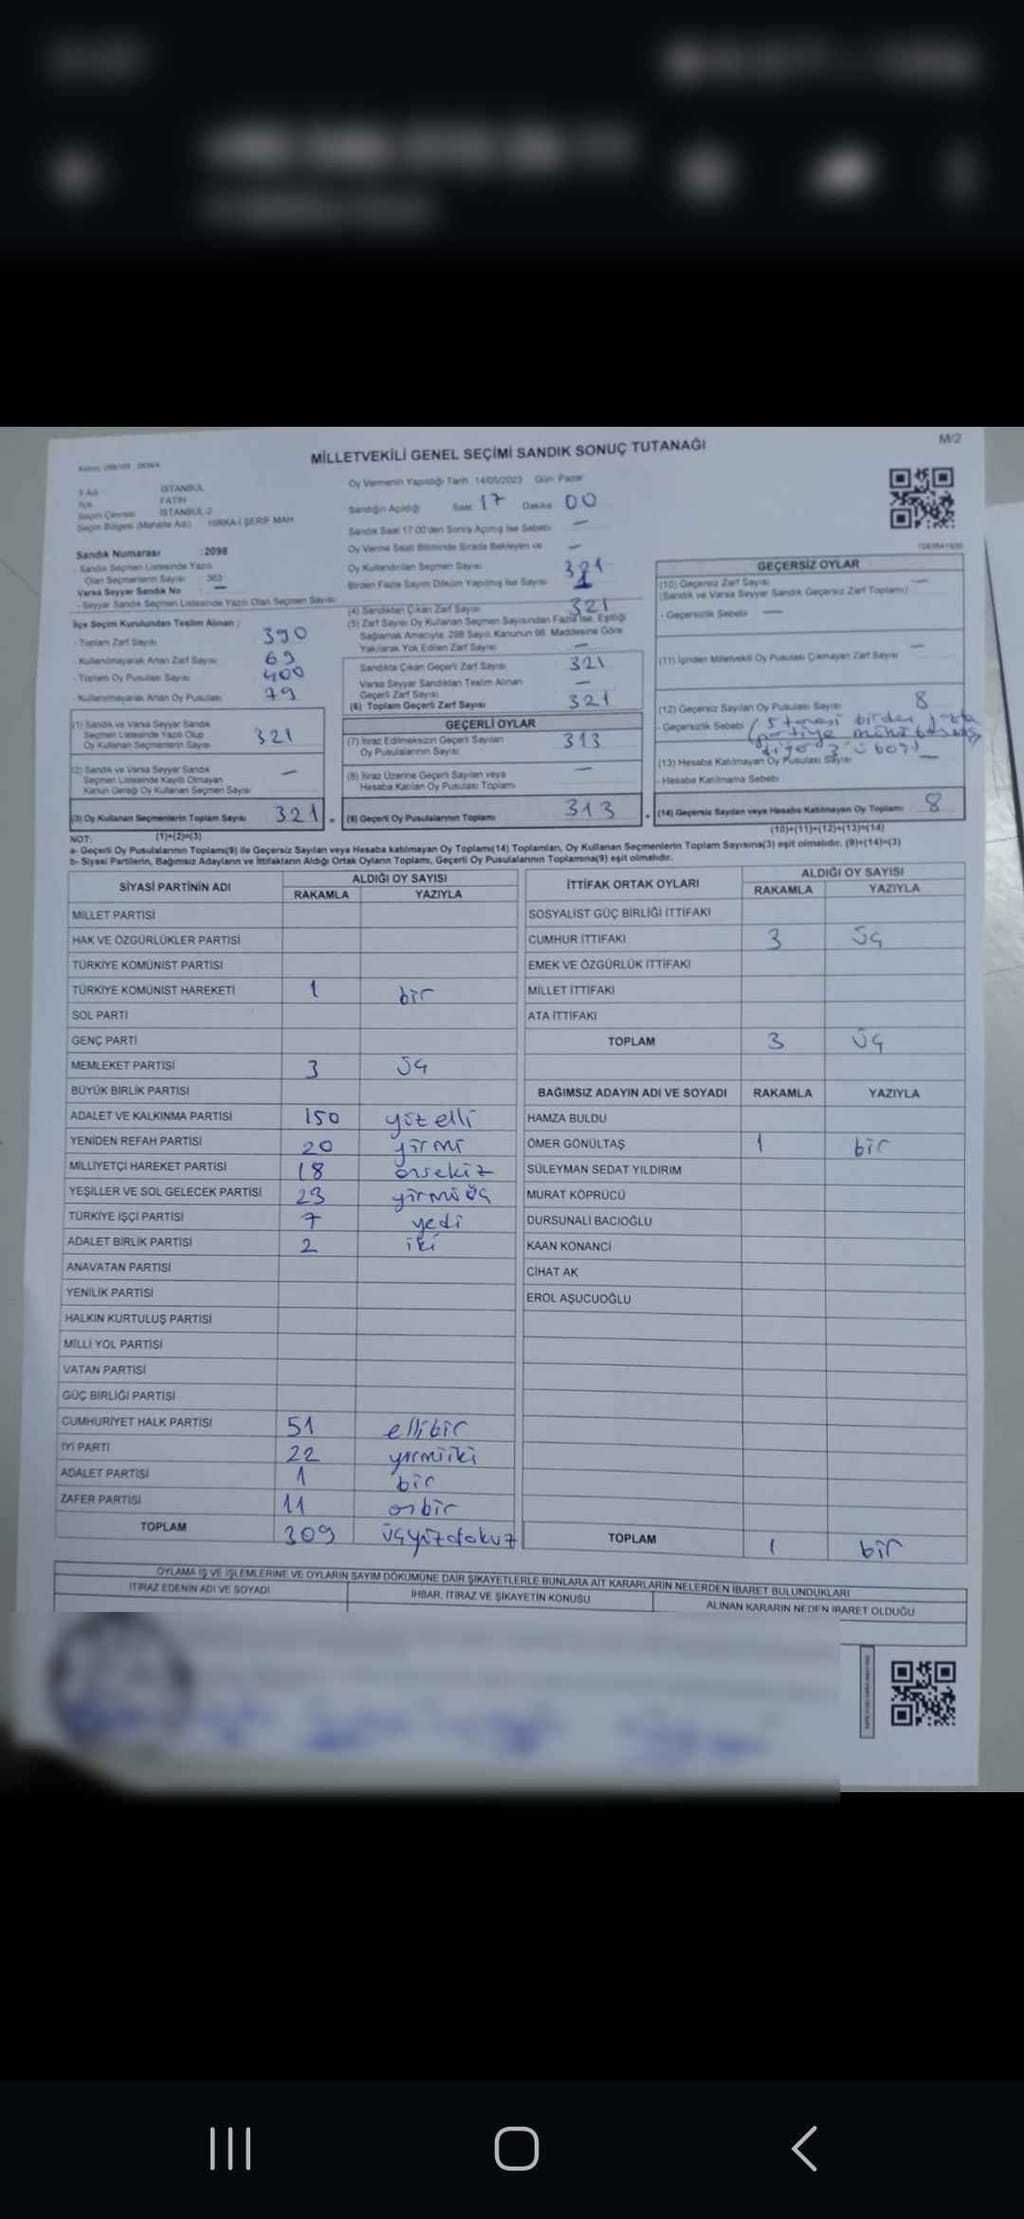 M/2
MİLLETVEKİLİ GENEL SEÇİMİ SANDIK SONUÇ TUTANAĞI
İli Adı İSTANBUL
İlçe FATİH
Seçim Çevresi İSTANBUL-2
Seçim Bölgesi (Mahalle Adı) HIRKA-İ ŞERİF MAH
Sandık Numarası :2098
Sandık Seçmen Listesinde Yazılı
Olan Seçmenlerin Sayısı 363
Varsa Seyyar Sandık No —
- Seyyar Sandık Seçmen Listesinde Yazılı Olan Seçmen Sayısı
İlçe Seçim Kurulundan Teslim Alınan ;
- Toplam Zarf Sayısı 390
- Kullanılmayarak Artan Zarf Sayısı 69
- Toplam Oy Pusulası Sayısı 400
- Kullanılmayarak Artan Oy Pusulası 79
(1) Sandık ve Varsa Seyyar Sandık
Seçmen Listesinde Yazılı Olup
Oy Kullanan Seçmenlerin Sayısı 321
(2) Sandık ve Varsa Seyyar Sandık
Seçmen Listesinde Kayıtlı Olmayan
Kanun Gereği Oy Kullanan Seçmen Sayısı —
(3) Oy Kullanan Seçmenlerin Toplam Sayısı 321 =
(1)+(2)=(3)
Oy Vermenin Yapıldığı Tarih 14/05/2023 Gün: Pazar
Sandığın Açıldığı Saat 17 Dakika 00
Sandık Saat 17:00'den Sonra Açılmış İse Sebebi —
Oy Verme Saati Bitiminde Sırada Bekleyen ve —
Oy Kullandırılan Seçmen Sayısı
Birden Fazla Sayım Döküm Yapılmış İse Sayısı
(4) Sandıktan Çıkan Zarf Sayısı 321
(5) Zarf Sayısı Oy Kullanan Seçmen Sayısından Fazla İse, Eşitliği
Sağlamak Amacıyla, 298 Sayılı Kanunun 98. Maddesine Göre
Yakılarak Yok Edilen Zarf Sayısı —
Sandıkta Çıkan Geçerli Zarf Sayısı 321
Varsa Seyyar Sandıktan Teslim Alınan
Geçerli Zarf Sayısı —
(6) Toplam Geçerli Zarf Sayısı 321
GEÇERLİ OYLAR
(7) İtiraz Edilmeksizin Geçerli Sayılan
Oy Pusulalarının Sayısı 313
(8) İtiraz Üzerine Geçerli Sayılan veya
Hesaba Katılan Oy Pusulası Toplamı —
(9) Geçerli Oy Pusulalarının Toplamı 313 +
GEÇERSİZ OYLAR
(10) Geçersiz Zarf Sayısı —
(Sandık ve Varsa Seyyar Sandık Geçersiz Zarf Toplamı)
- Geçersizlik Sebebi —
(11) İçinden Milletvekili Oy Pusulası Çıkmayan Zarf Sayısı —
(12) Geçersiz Sayılan Oy Pusulası Sayısı 8
- Geçersizlik Sebebi (5 tanesi birden fazla
partiye mühür basılmış
diğer 3'ü boş)
(13) Hesaba Katılmayan Oy Pusulası Sayısı —
- Hesaba Katılmama Sebebi
(14) Geçersiz Sayılan veya Hesaba Katılmayan Oy Toplamı 8
(10)+(11)+(12)+(13)=(14)
NOT:
a- Geçerli Oy Pusulalarının Toplamı(9) ile Geçersiz Sayılan veya Hesaba katılmayan Oy Toplamı(14) Toplamları, Oy Kullanan Seçmenlerin Toplam Sayısına(3) eşit olmalıdır. (9)+(14)=(3)
b- Siyasi Partilerin, Bağımsız Adayların ve İttifakların Aldığı Ortak Oyların Toplamı, Geçerli Oy Pusulalarının Toplamına(9) eşit olmalıdır.
SİYASİ PARTİNİN ADI ALDIĞI OY SAYISI
RAKAMLA YAZIYLA
MİLLET PARTİSİ
HAK VE ÖZGÜRLÜKLER PARTİSİ
TÜRKİYE KOMÜNİST PARTİSİ
TÜRKİYE KOMÜNİST HAREKETİ 1 bir
SOL PARTİ
GENÇ PARTİ
MEMLEKET PARTİSİ 3 üç
BÜYÜK BİRLİK PARTİSİ
ADALET VE KALKINMA PARTİSİ 150 yüz elli
YENİDEN REFAH PARTİSİ 20 yirmi
MİLLİYETÇİ HAREKET PARTİSİ 18 onsekiz
YEŞİLLER VE SOL GELECEK PARTİSİ 23 yirmi üç
TÜRKİYE İŞÇİ PARTİSİ 7 yedi
ADALET BİRLİK PARTİSİ 2 iki
ANAVATAN PARTİSİ
YENİLİK PARTİSİ
HALKIN KURTULUŞ PARTİSİ
MİLLİ YOL PARTİSİ
VATAN PARTİSİ
GÜÇ BİRLİĞİ PARTİSİ
CUMHURİYET HALK PARTİSİ 51 ellibir
İYİ PARTİ 22 yirmiiki
ADALET PARTİSİ 1 bir
ZAFER PARTİSİ 11 onbir
TOPLAM 309 üçyüzdokuz
İTTİFAK ORTAK OYLARI ALDIĞI OY SAYISI
RAKAMLA YAZIYLA
SOSYALİST GÜÇ BİRLİĞİ İTTİFAKI
CUMHUR İTTİFAKI 3 üç
EMEK VE ÖZGÜRLÜK İTTİFAKI
MİLLET İTTİFAKI
ATA İTTİFAKI
TOPLAM 3 üç
BAĞIMSIZ ADAYIN ADI VE SOYADI RAKAMLA YAZIYLA
HAMZA BULDU
ÖMER GÖNÜLTAŞ 1 bir
SÜLEYMAN SEDAT YILDIRIM
MURAT KÖPRÜCÜ
DURSUNALİ BACIOĞLU
KAAN KONANCİ
CİHAT AK
EROL AŞUCUOĞLU
TOPLAM 1 bir
OYLAMA İŞ VE İŞLEMLERİNE VE OYLARIN SAYIM DÖKÜMÜNE DAİR ŞİKAYETLERLE BUNLARA AİT KARARLARIN NELERDEN İBARET BULUNDUKLARI
İTİRAZ EDENİN ADI VE SOYADI İHBAR, İTİRAZ VE ŞİKAYETİN KONUSU ALINAN KARARIN NEDEN İBARET OLDUĞU